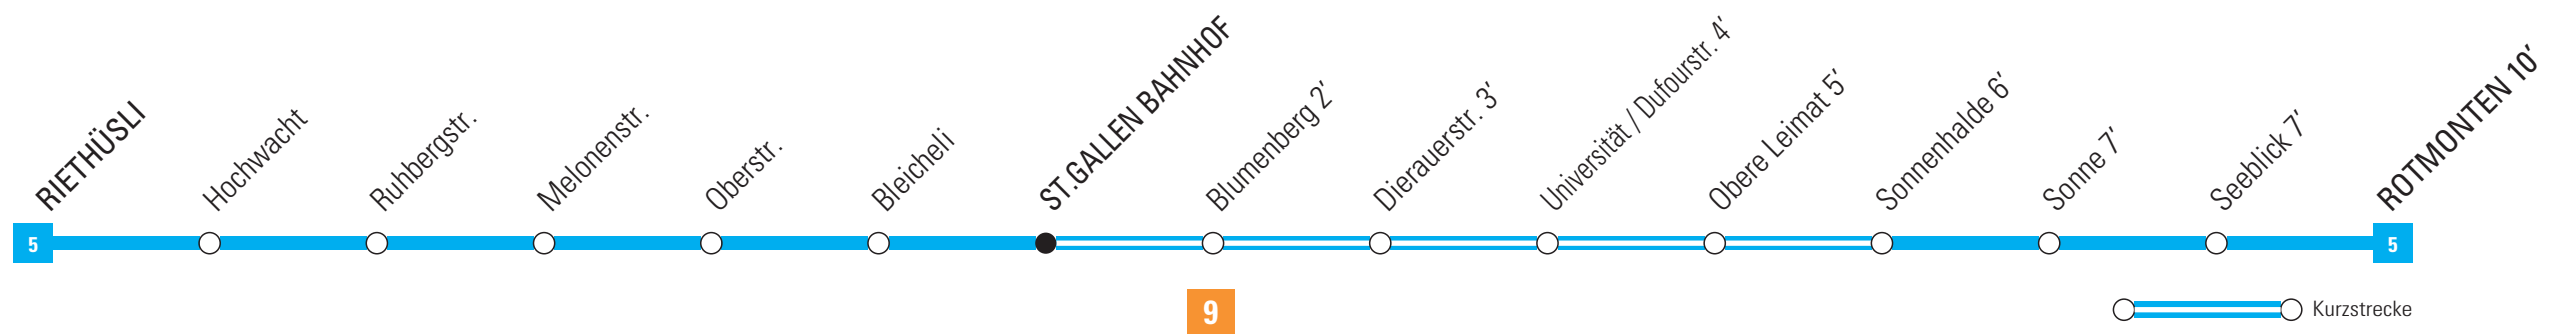 RIETHÜSLI
Hochwacht
Ruhbergstr.
Melonenstr.
Oberstr.
Bleicheli
ST.GALLEN BAHNHOF
Blumenberg 2’
Dierauerstr. 3’
Universität / Dufourstr. 4’
Obere Leimat 5’
Sonnenhalde 6’
Sonne 7’
Seeblick 7’
ROTMONTEN 10’
5
5
9
Kurzstrecke